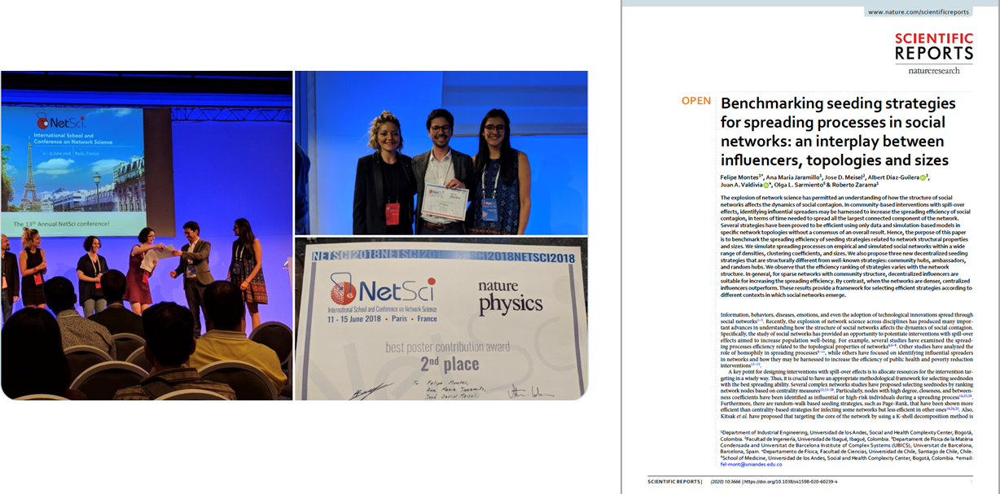 NetSci
International School and
Conference on Network Science
11 - 15 June 2018 | Paris, France
The 13th Annual NetSci conference!
NETSCI2018NETSCI2018NETSCI2018NETSCI2018
NetSci
International School and Conference on Network Science
11 - 15 June 2018 • Paris • France
nature
physics
best poster contribution award
2nd place
To Felipe Montes,
Ana Maria Jaramillo,
José David Meisel.
www.nature.com/scientificreports
SCIENTIFIC
REPORTS
natureresearch
OPEN
Benchmarking seeding strategies
for spreading processes in social
networks: an interplay between
influencers, topologies and sizes
Felipe Montes1*, Ana Maria Jaramillo1, Jose D. Meisel2, Albert Diaz-Guilera3,
Juan A. Valdivia4, Olga L. Sarmiento5 & Roberto Zarama1
The explosion of network science has permitted an understanding of how the structure of social
networks affects the dynamics of social contagion. In community-based interventions with spill-over
effects, identifying influential spreaders may be harnessed to increase the spreading efficiency of social
contagion, in terms of time needed to spread all the largest connected component of the network.
Several strategies have been proved to be efficient using only data and simulation-based models in
specific network topologies without a consensus of an overall result. Hence, the purpose of this paper
is to benchmark the spreading efficiency of seeding strategies related to network structural properties
and sizes. We simulate spreading processes on empirical and simulated social networks within a wide
range of densities, clustering coefficients, and sizes. We also propose three new decentralized seeding
strategies that are structurally different from well-known strategies: community hubs, ambassadors,
and random hubs. We observe that the efficiency ranking of strategies varies with the network
structure. In general, for sparse networks with community structure, decentralized influencers are
suitable for increasing the spreading efficiency. By contrast, when the networks are denser, centralized
influencers outperform. These results provide a framework for selecting efficient strategies according to
different contexts in which social networks emerge.
Information, behaviors, diseases, emotions, and even the adoption of technological innovations spread through
social networks1–5. Recently, the explosion of network science across disciplines has produced many impor-
tant advances in understanding how the structure of social networks affects the dynamics of social contagion.
Specifically, the study of social networks has provided an opportunity to potentiate interventions with spill-over
effects aimed to increase population well-being. For example, several studies have examined the spread-
ing processes efficiency related to the topological properties of networks. Other studies have analyzed the
role of homophily in spreading processes, while others have focused on identifying influential spreaders
in networks and how they may be harnessed to increase the efficiency of public health and poverty reduction
interventions.
A key point for designing interventions with spill-over effects is to allocate resources for the intervention tar-
geting in a wisely way. Thus, it is crucial to have an appropriate methodological framework for selecting seednodes
with the best spreading ability. Several complex networks studies have proposed selecting seednodes by ranking
network nodes based on centrality measures. Particularly, nodes with high degree, closeness, and between-
ness coefficients have been identified as influential or high-risk individuals during a spreading process.
Furthermore, there are random-walk based seeding strategies, such as Page-Rank, that have been shown more
efficient than centrality-based strategies for infecting some networks but less efficient in others. Also,
Kitsak et al. have proposed that targeting the core of the network by using a K-shell decomposition method is
1Department of Industrial Engineering, Universidad de los Andes, Social and Health Complexity Center, Bogotá,
Colombia. 2Facultad de Ingeniería, Universidad de Ibagué, Ibagué, Colombia. 3Departament de Física de la Matèria
Condensada and Universitat de Barcelona Institute of Complex Systems (UBICS), Universitat de Barcelona,
Barcelona, Spain. 4Departamento de Física, Facultad de Ciencias, Universidad de Chile, Santiago de Chile, Chile.
5School of Medicine, Universidad de los Andes, Social and Health Complexity Center, Bogotá, Colombia. *email:
fel-mont@uniandes.edu.co
SCIENTIFIC REPORTS | (2020) 10:3666 | https://doi.org/10.1038/s41598-020-60239-4
1